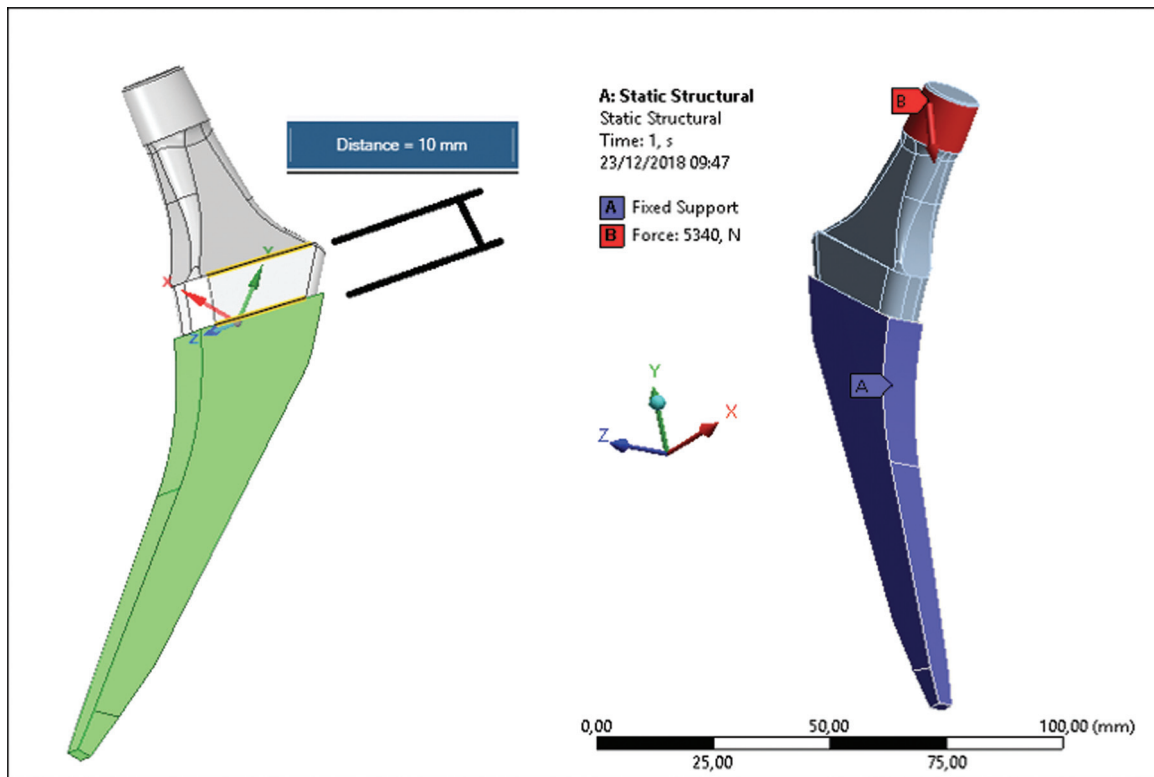 Distance = 10 mm
X
Y
Z
A: Static Structural
Static Structural
Time: 1, s
23/12/2018 09:47
A Fixed Support
B Force: 5340, N
B
A
Y
Z
X
0,00 50,00 100,00 (mm)
25,00 75,00